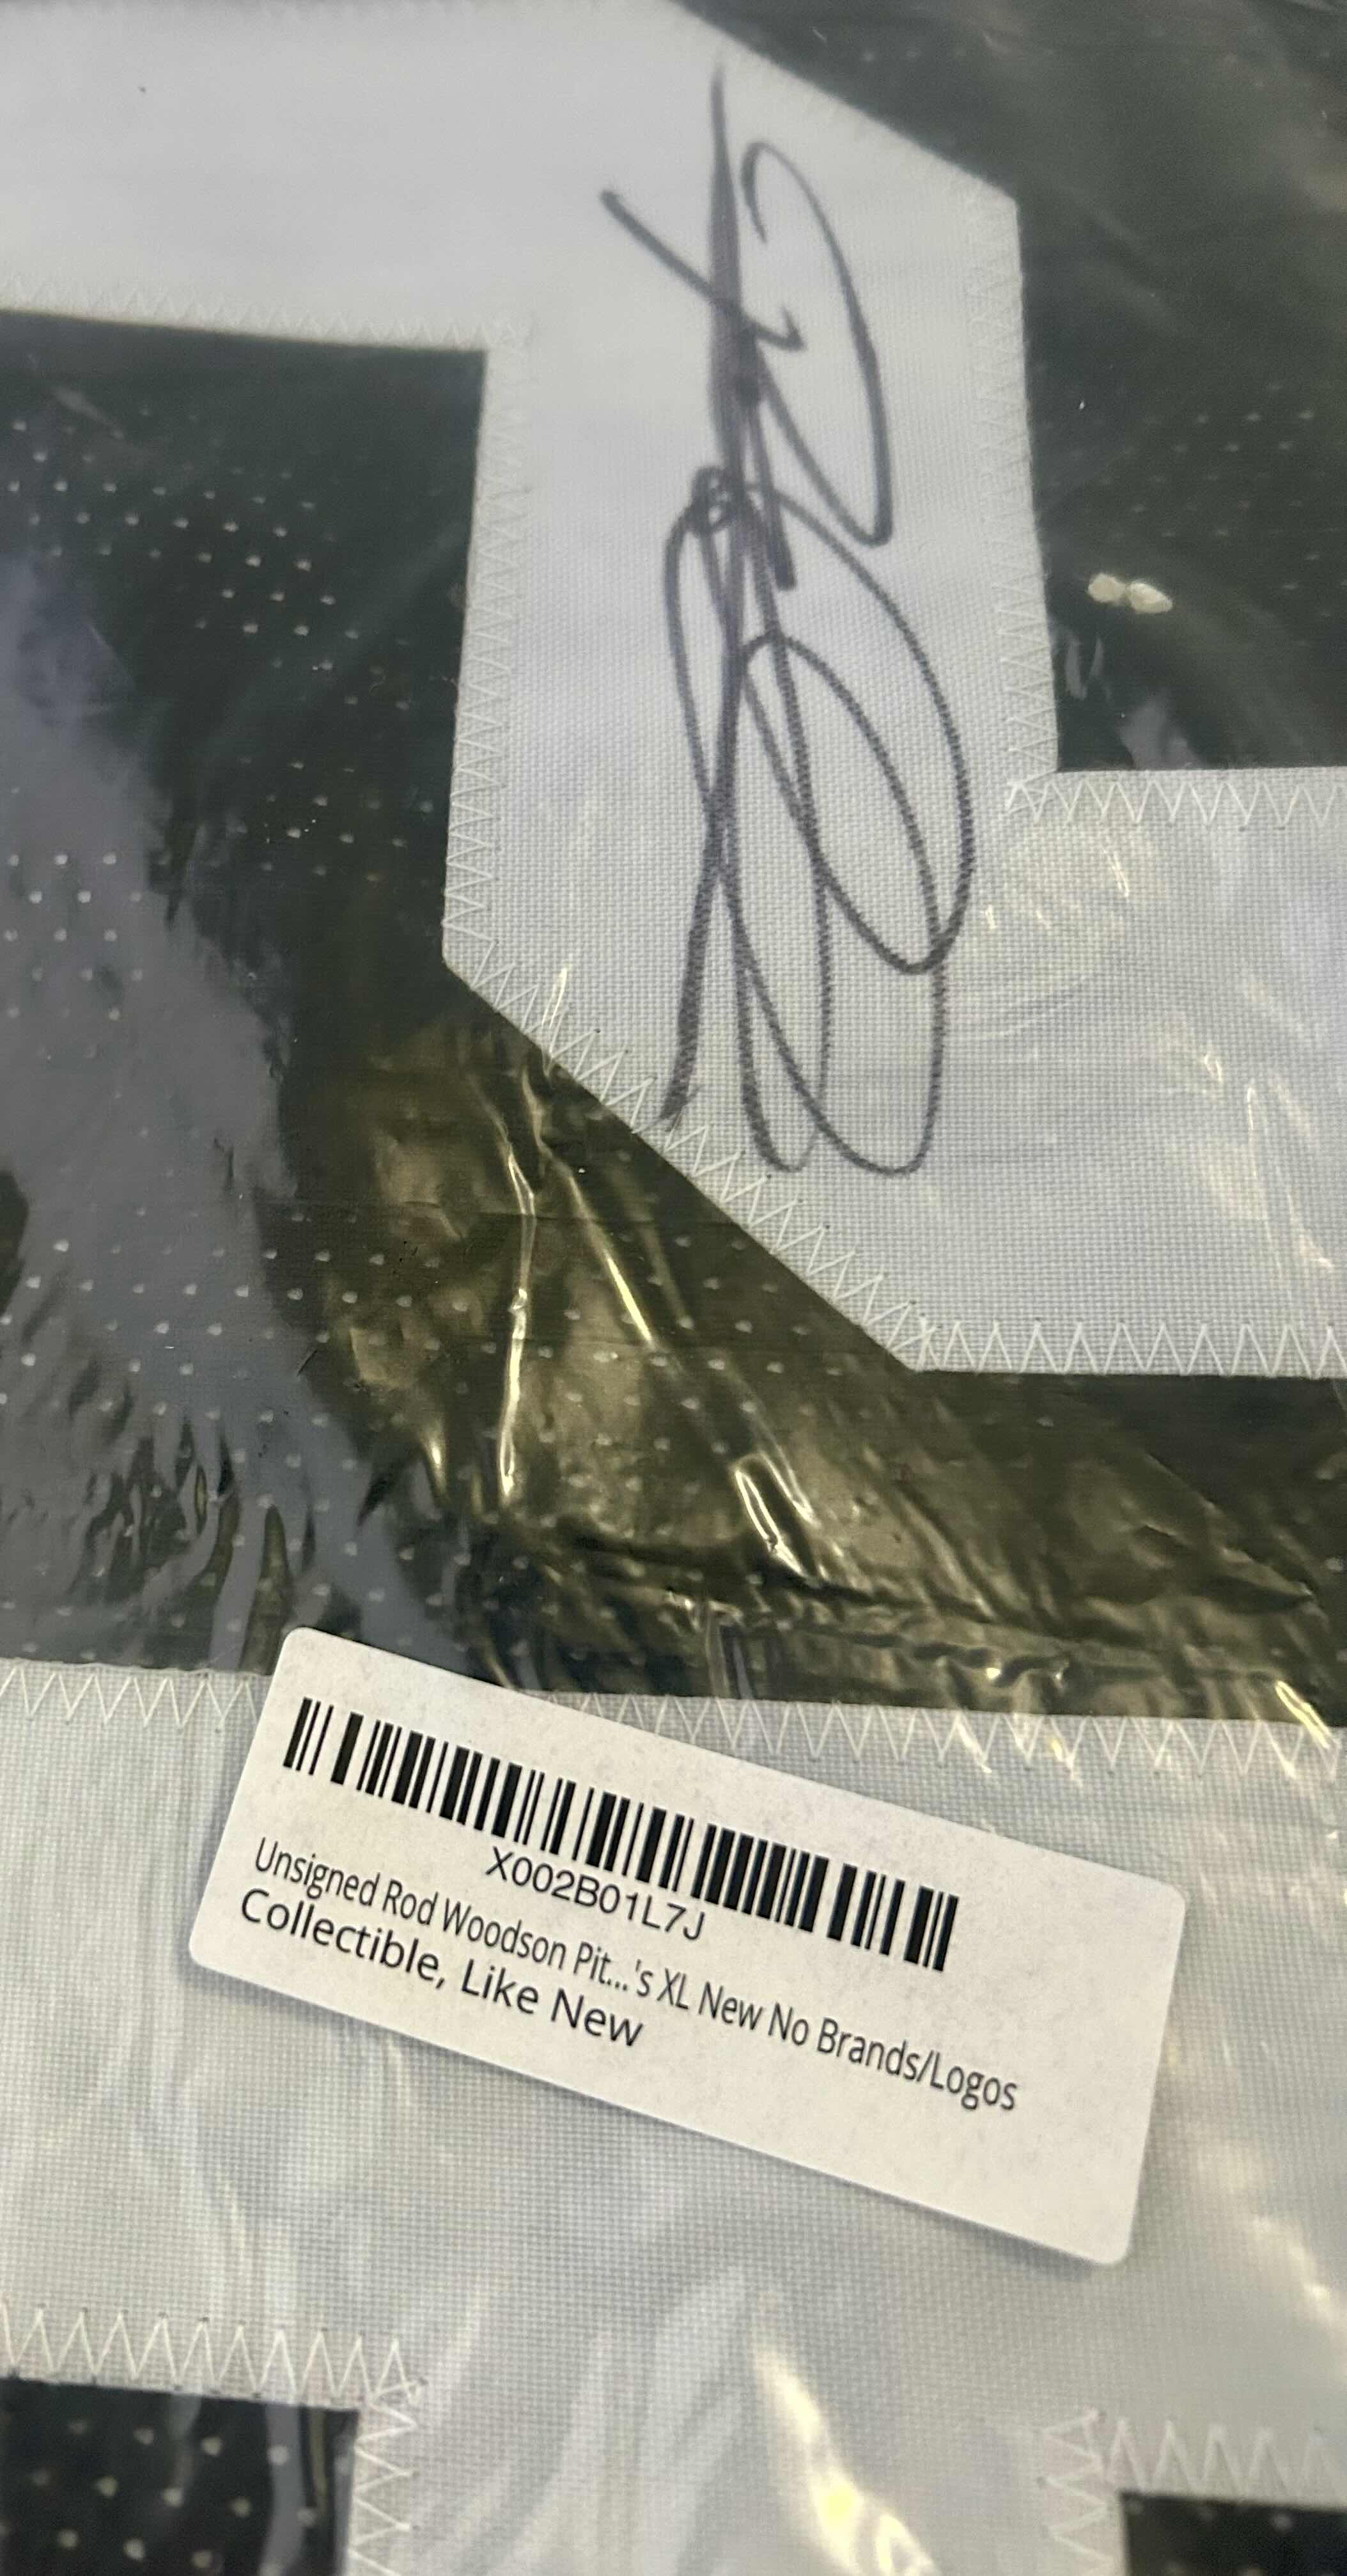 X002B01L7J
Unsigned Rod Woodson Pit...'s XL New No Brands/Logos
Collectible, Like New